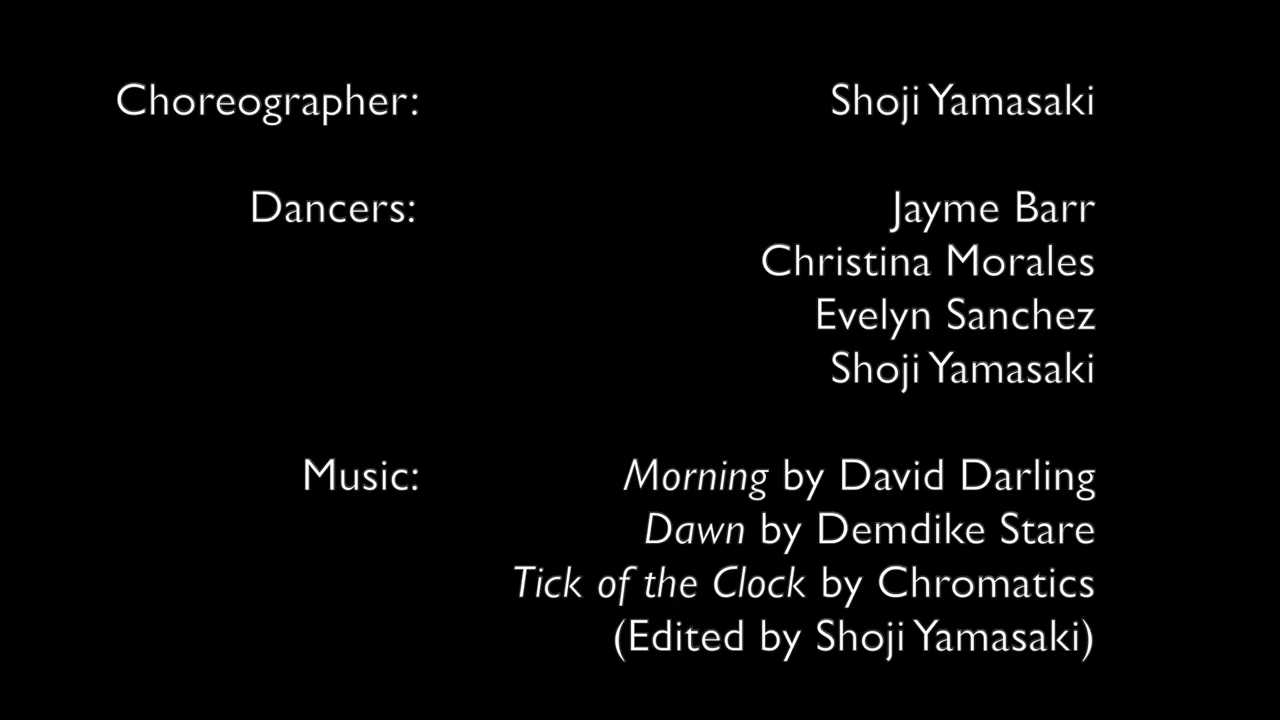 Choreographer: Shoji Yamasaki
Dancers: Jayme Barr
Christina Morales
Evelyn Sanchez
Shoji Yamasaki
Music: Morning by David Darling
Dawn by Demdike Stare
Tick of the Clock by Chromatics
(Edited by Shoji Yamasaki)